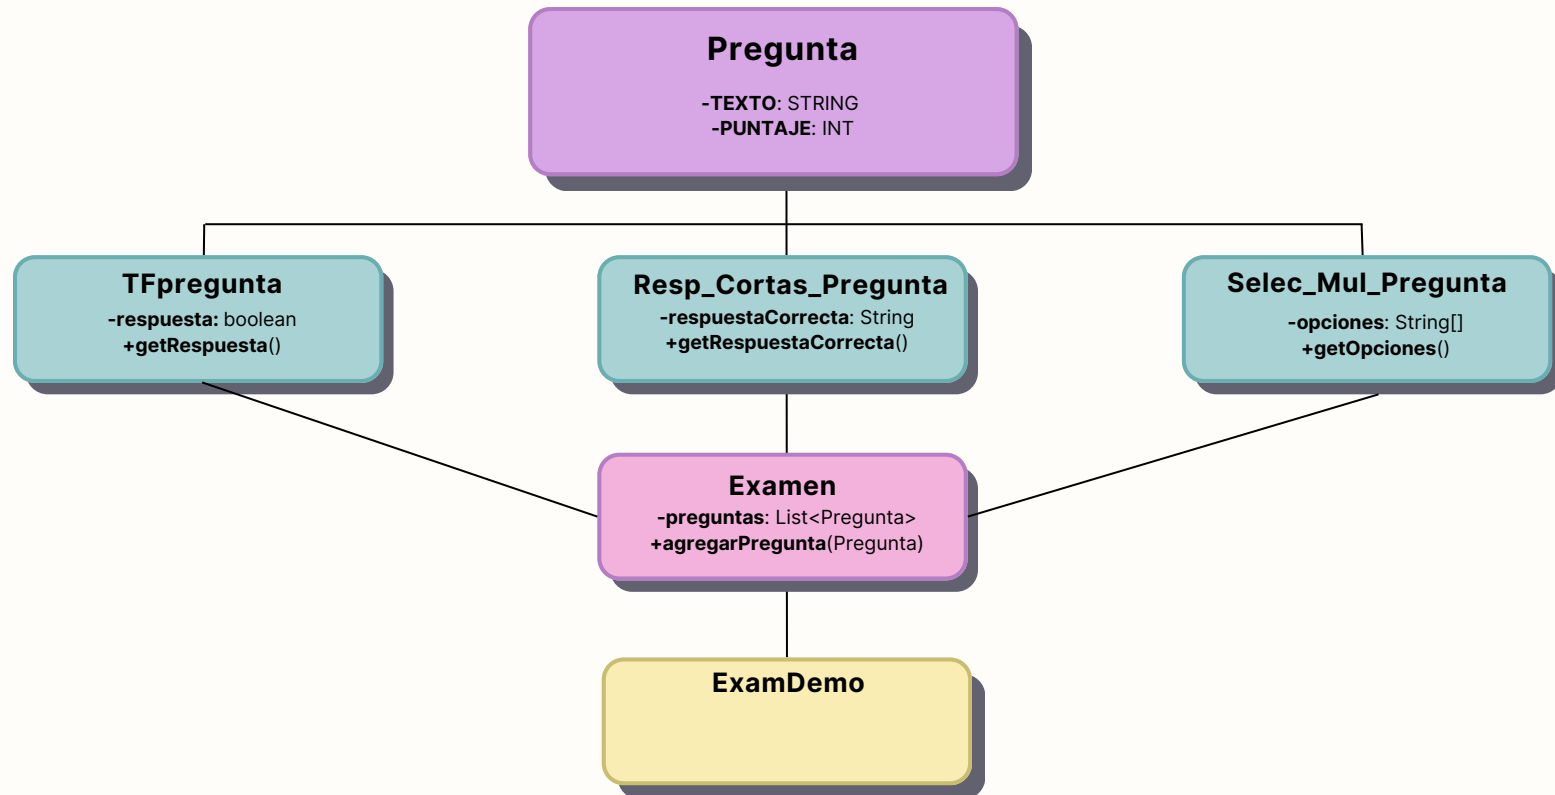 Pregunta
-TEXTO: STRING
-PUNTAJE: INT
TFpregunta
-respuesta: boolean
+getRespuesta()
Resp_Cortas_Pregunta
-respuestaCorrecta: String
+getRespuestaCorrecta()
Selec_Mul_Pregunta
-opciones: String[]
+getOpciones()
Examen
-preguntas: List<Pregunta>
+agregarPregunta(Pregunta)
ExamDemo